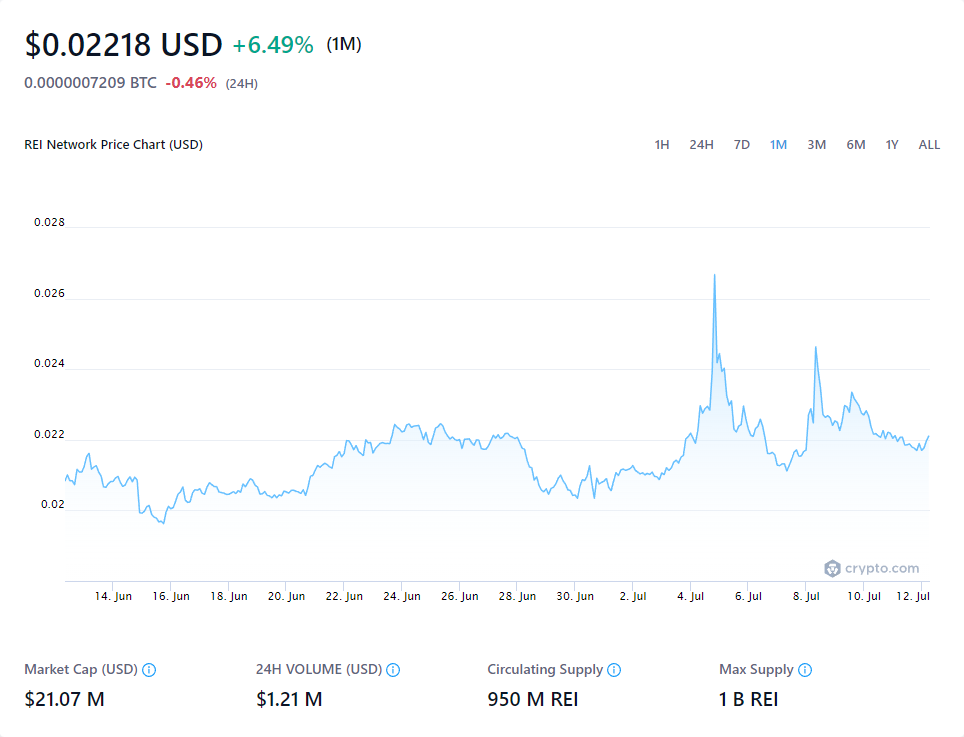 $0.02218 USD +6.49% (1M)
0.0000007209 BTC -0.46% (24H)
REI Network Price Chart (USD)
1H 24H 7D 1M 3M 6M 1Y ALL
0.028
0.026
0.024
0.022
0.02
crypto.com
14. Jun 16. Jun 18. Jun 20. Jun 22. Jun 24. Jun 26. Jun 28. Jun 30. Jun 2. Jul 4. Jul 6. Jul 8. Jul 10. Jul 12. Jul
Market Cap (USD) 24H VOLUME (USD) Circulating Supply Max Supply
$21.07 M $1.21 M 950 M REI 1 B REI